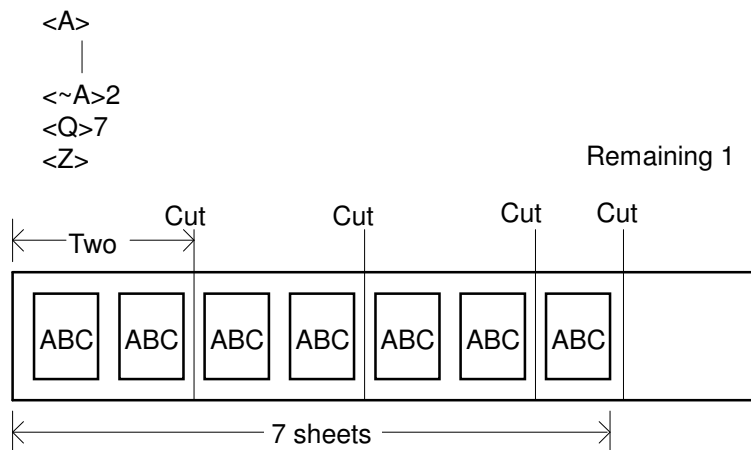 <A>
<~A>2
<Q>7
<Z>
Remaining 1
Cut Cut Cut Cut
Two
ABC ABC ABC ABC ABC ABC ABC
7 sheets